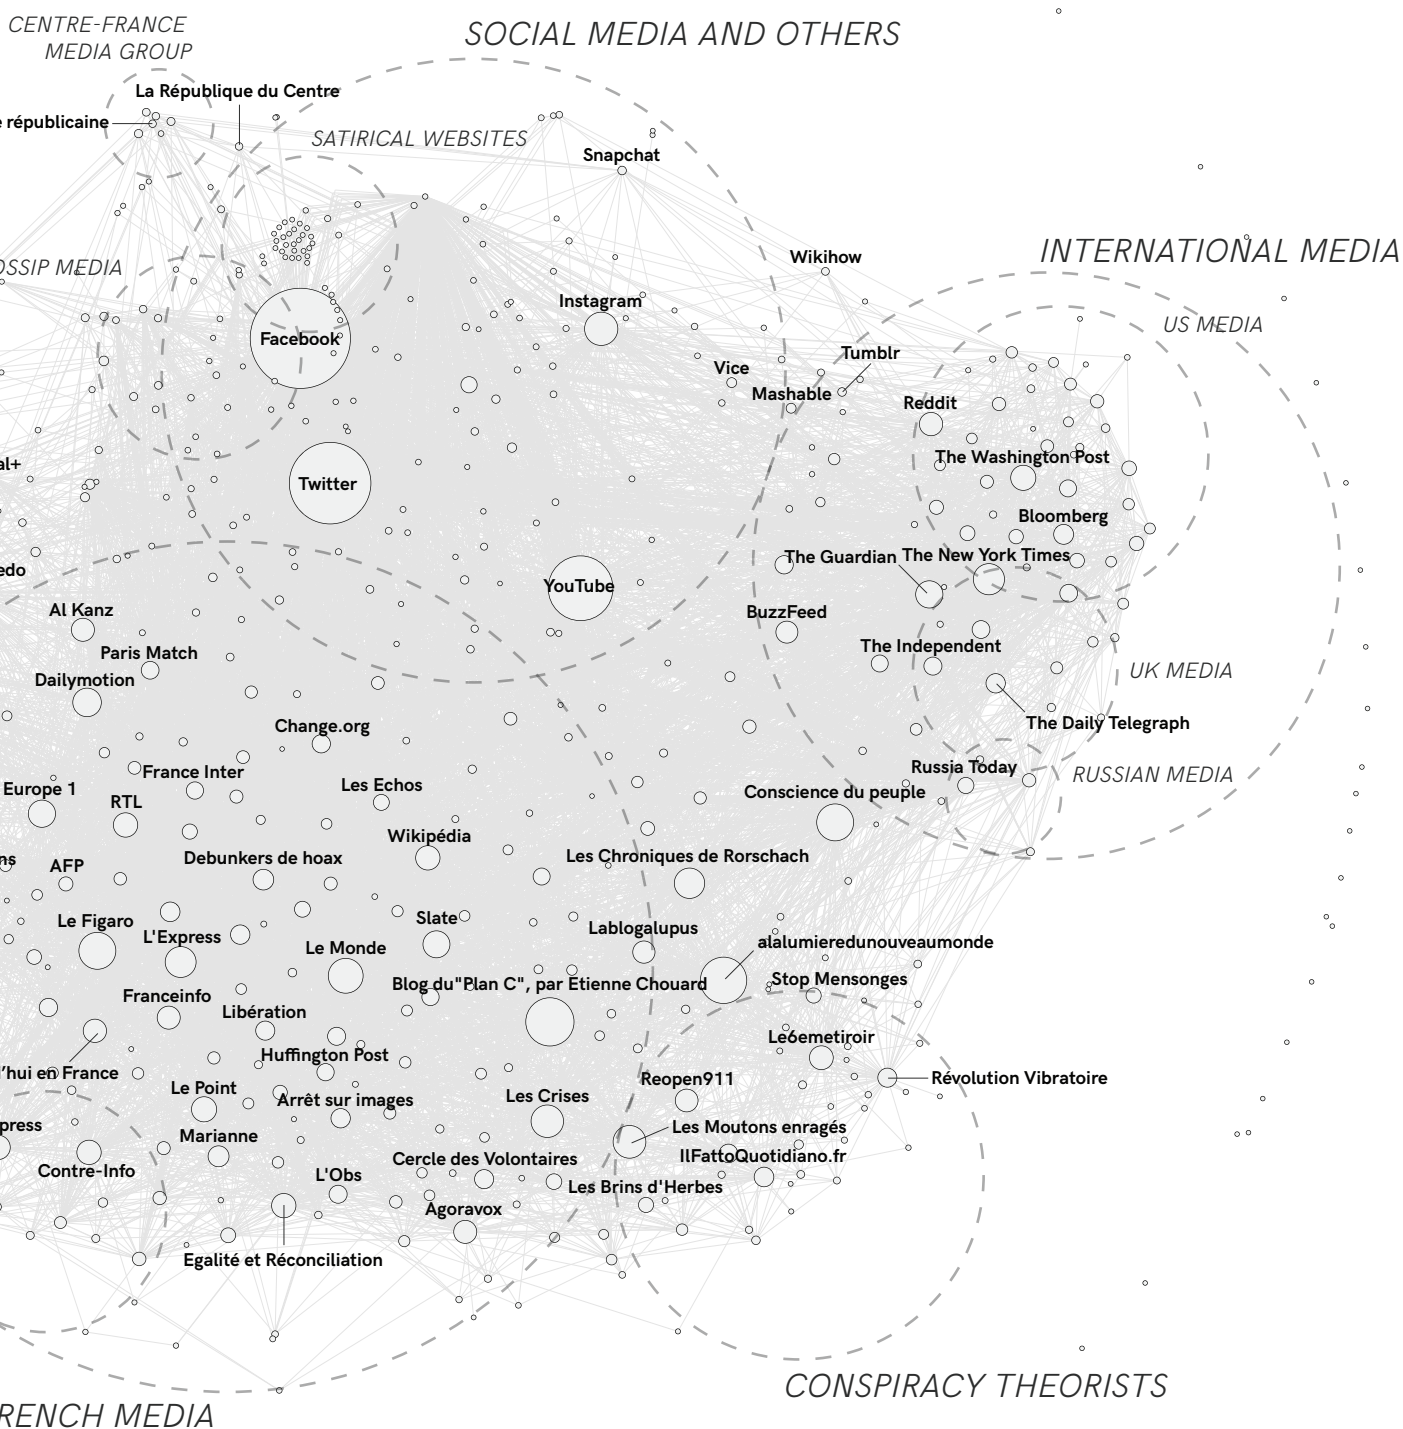 CENTRE-FRANCE
MEDIA GROUP
SOCIAL MEDIA AND OTHERS
La République du Centre
e républicaine
SATIRICAL WEBSITES
Snapchat
INTERNATIONAL MEDIA
OSSIP MEDIA
Wikihow
Instagram
US MEDIA
Facebook
Tumblr
Vice
Mashable
Reddit
al+
The Washington Post
Twitter
Bloomberg
The Guardian
The New York Times
edo
YouTube
Al Kanz
BuzzFeed
Paris Match
The Independent
Dailymotion
UK MEDIA
Change.org
The Daily Telegraph
France Inter
Russia Today
RUSSIAN MEDIA
Europe 1
Les Echos
Conscience du peuple
RTL
Wikipédia
ns
AFP
Debunkers de hoax
Les Chroniques de Rorschach
Le Figaro
Slate
Lablogalupus
L'Express
Le Monde
alalumieredunouveaumonde
Blog du"Plan C", par Etienne Chouard
Stop Mensonges
Franceinfo
Libération
Le6emetiroir
Huffington Post
d'hui en France
Reopen911
Révolution Vibratoire
Le Point
Arrêt sur images
Les Crises
press
Marianne
Les Moutons enragés
Contre-Info
Cercle des Volontaires
IlFattoQuotidiano.fr
L'Obs
Les Brins d'Herbes
Agoravox
Egalité et Réconciliation
CONSPIRACY THEORISTS
RENCH MEDIA